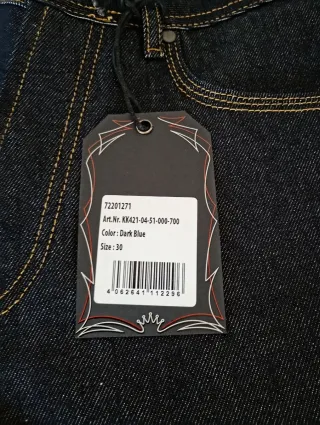 72201271
Art.Nr. KK421-04-51-000-700
Color : Dark Blue
Size : 30
4 062641 112296